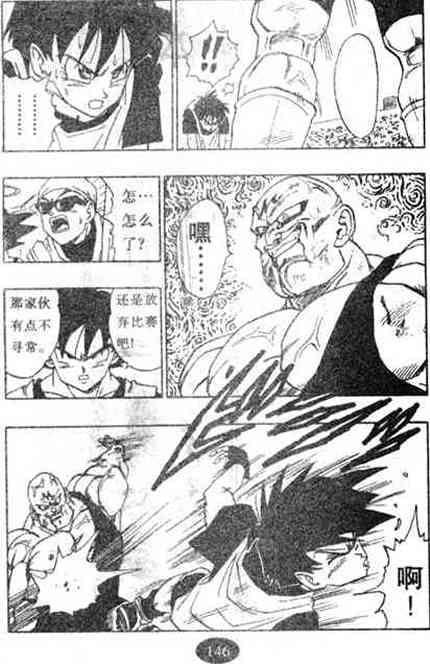 …………
!!
嘿……
怎…
怎么
了？
还是放
弃比赛
吧！
那家伙
有点不
寻常。
啊！
146